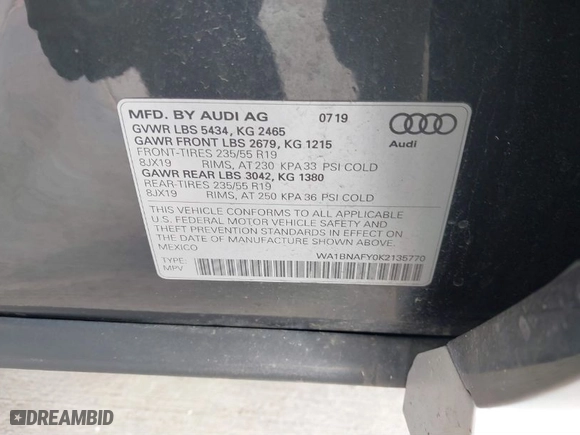 MFD. BY AUDI AG 07 19
GVWR LBS 5434, KG 2465
GAWR FRONT LBS 2679, KG 1215
FRONT-TIRES 235/55 R19
8JX19 RIMS, AT 230 KPA 33 PSI COLD
GAWR REAR LBS 3042, KG 1380
REAR-TIRES 235/55 R19
8JX19 RIMS, AT 250 KPA 36 PSI COLD
Audi
THIS VEHICLE CONFORMS TO ALL APPLICABLE
U.S. FEDERAL MOTOR VEHICLE SAFETY AND
THEFT PREVENTION STANDARDS IN EFFECT
ON THE DATE OF MANUFACTURE SHOWN ABOVE.
MEXICO
TYPE: WA1BNAFY0K2135770
MPV
© DREAMBID